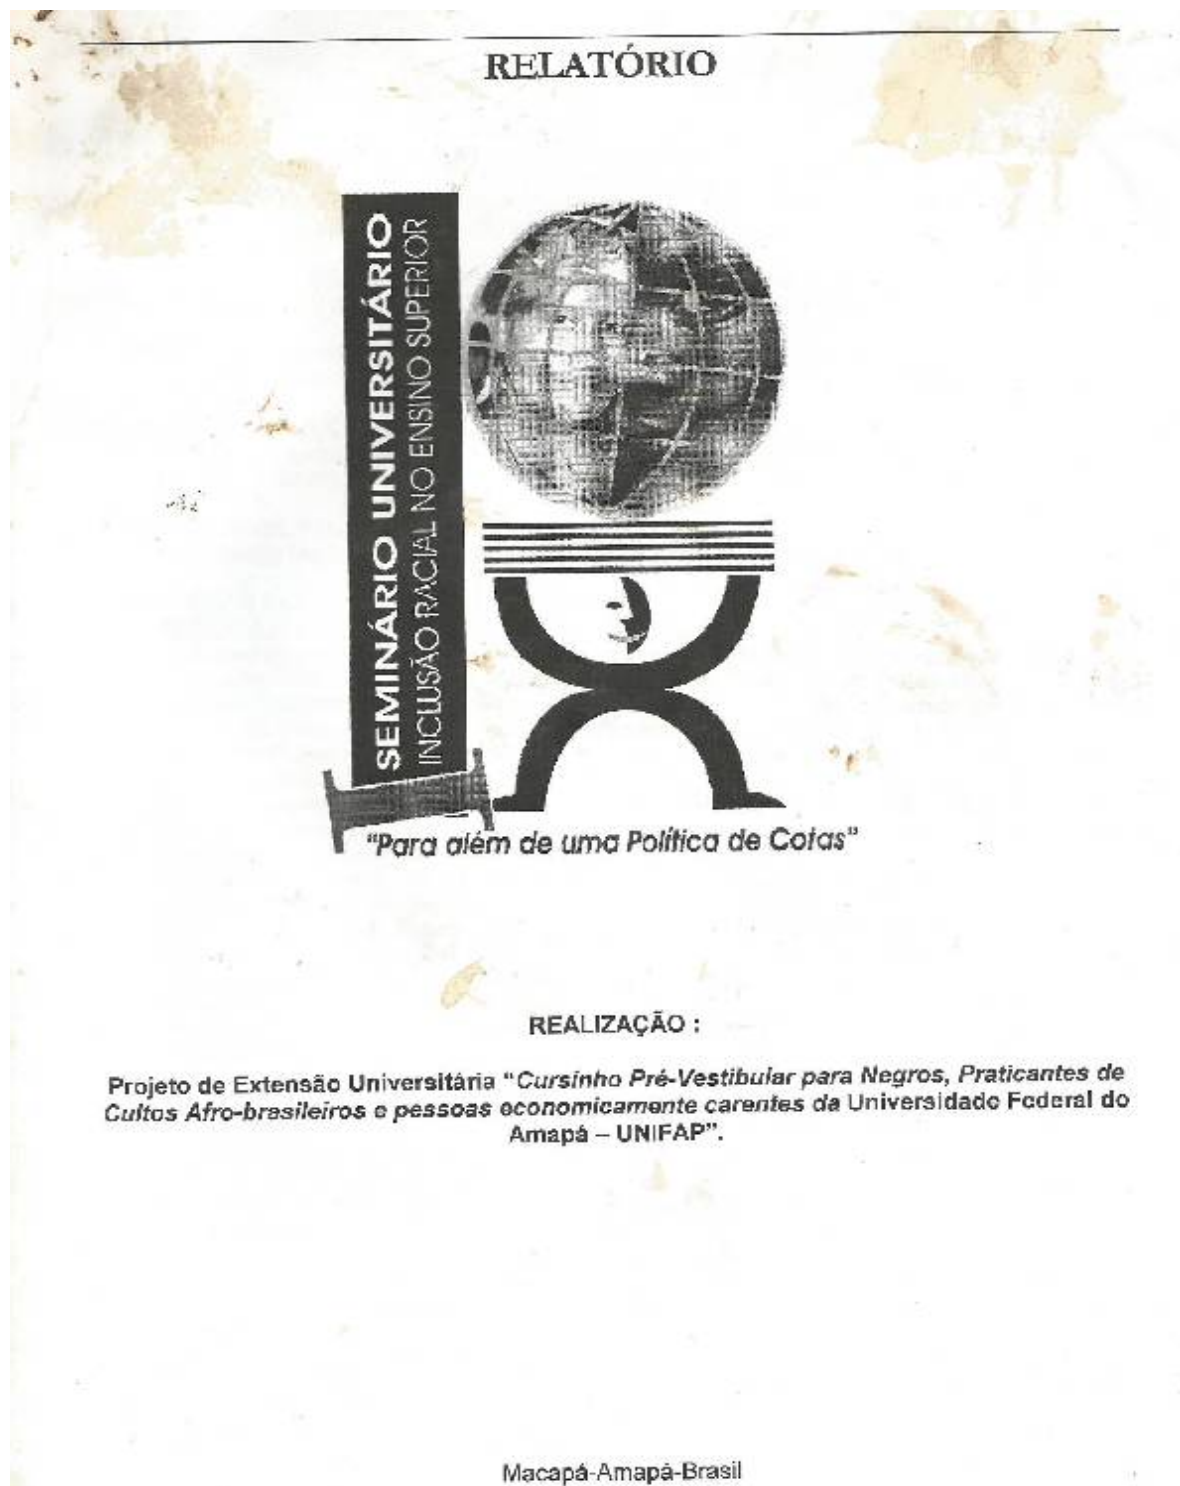 RELATÓRIO
SEMINÁRIO UNIVERSITÁRIO
INCLUSÃO RACIAL NO ENSINO SUPERIOR
I
"Para além de uma Política de Cotas"
REALIZAÇÃO :
Projeto de Extensão Universitária "Cursinho Pré-Vestibular para Negros, Praticantes de
Cultos Afro-brasileiros e pessoas economicamente carentes da Universidade Federal do
Amapá – UNIFAP".
Macapá-Amapá-Brasil